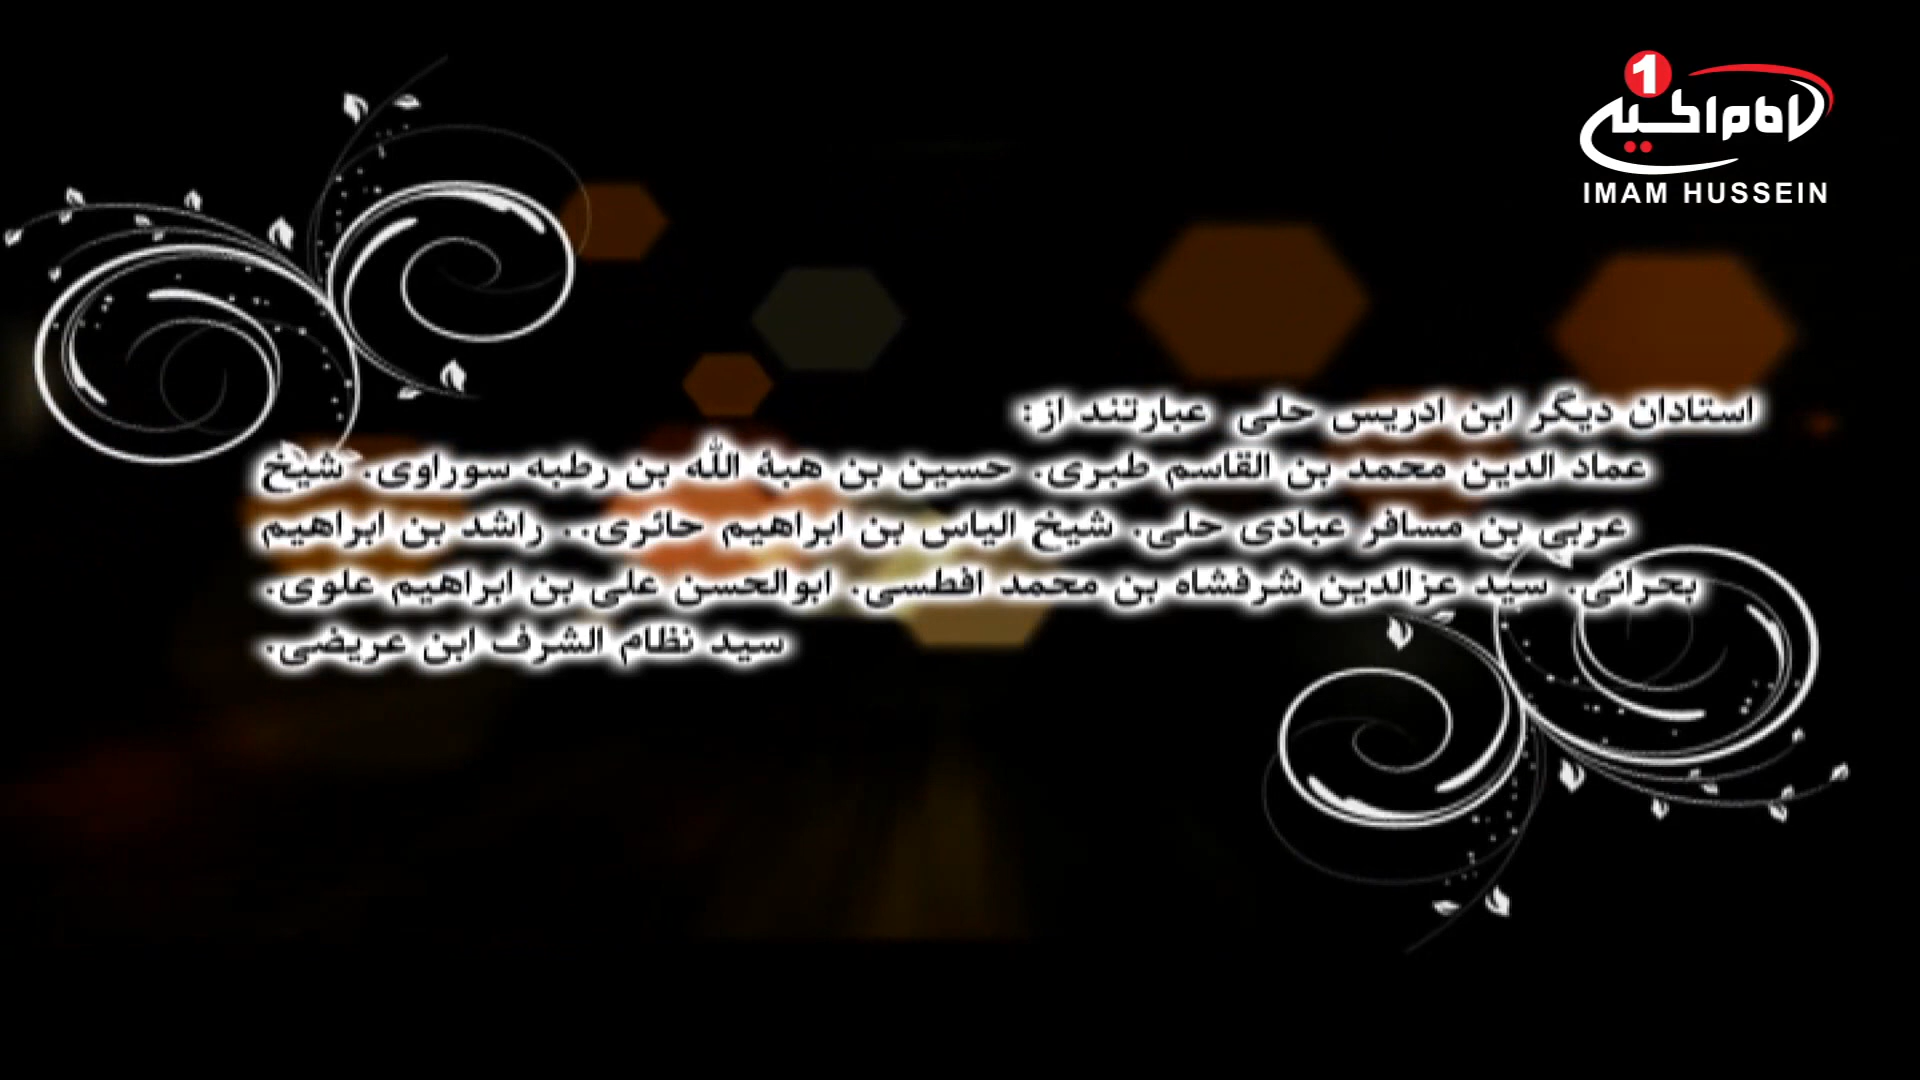 1
امام حسین
IMAM HUSSEIN
استادان دیگر ابن ادریس حلی عبارتند از:
عماد الدین محمد بن القاسم طبری. حسین بن هبة الله بن رطبه سوراوی. شیخ
عربی بن مسافر عبادی حلی. شیخ الیاس بن ابراهیم حائری.. راشد بن ابراهیم
بحرانی. سید عزالدین شرفشاه بن محمد افطسی. ابوالحسن علی بن ابراهیم علوی.
سید نظام الشرف ابن عریضی.